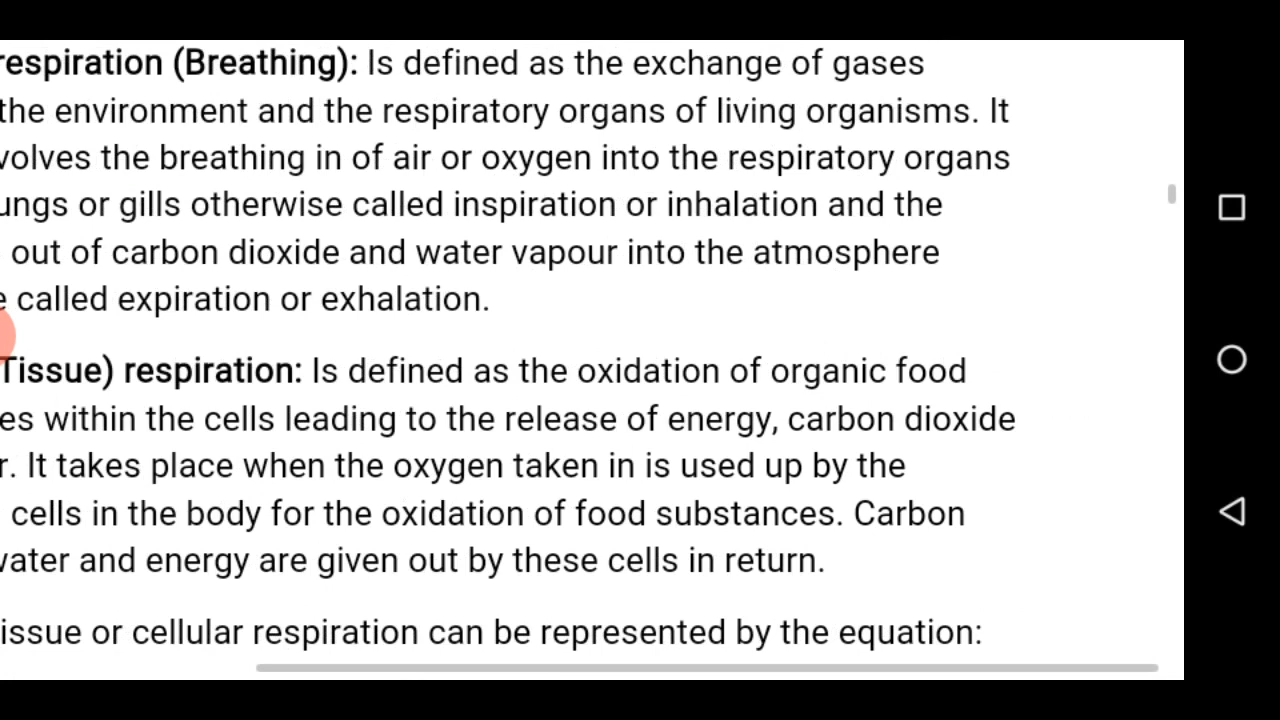 respiration (Breathing): Is defined as the exchange of gases
the environment and the respiratory organs of living organisms. It
volves the breathing in of air or oxygen into the respiratory organs
ungs or gills otherwise called inspiration or inhalation and the
out of carbon dioxide and water vapour into the atmosphere
e called expiration or exhalation.
Tissue) respiration: Is defined as the oxidation of organic food
es within the cells leading to the release of energy, carbon dioxide
r. It takes place when the oxygen taken in is used up by the
cells in the body for the oxidation of food substances. Carbon
water and energy are given out by these cells in return.
issue or cellular respiration can be represented by the equation: